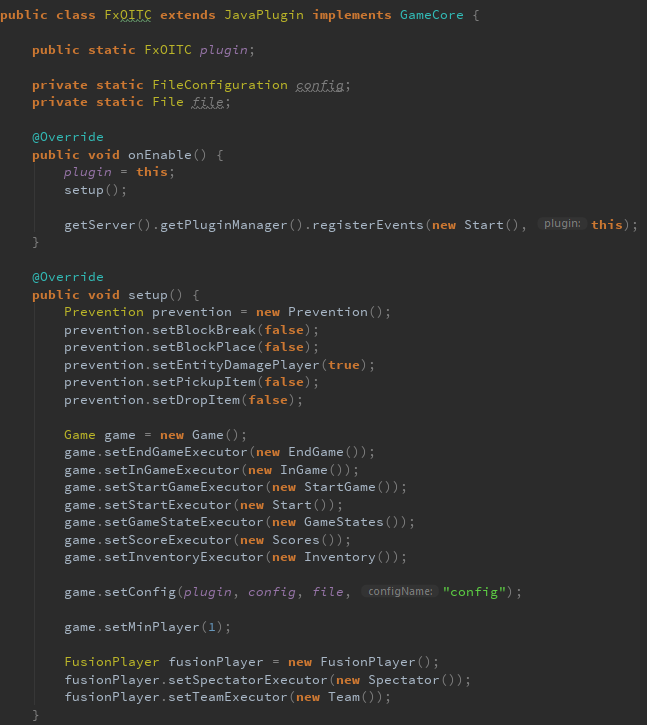 public class FxOITC extends JavaPlugin implements GameCore {
public static FxOITC plugin;
private static FileConfiguration config;
private static File file;
@Override
public void onEnable() {
plugin = this;
setup();
getServer().getPluginManager().registerEvents(new Start(), plugin: this);
}
@Override
public void setup() {
Prevention prevention = new Prevention();
prevention.setBlockBreak(false);
prevention.setBlockPlace(false);
prevention.setEntityDamagePlayer(true);
prevention.setPickupItem(false);
prevention.setDropItem(false);
Game game = new Game();
game.setEndGameExecutor(new EndGame());
game.setInGameExecutor(new InGame());
game.setStartGameExecutor(new StartGame());
game.setStartExecutor(new Start());
game.setGameStateExecutor(new GameStates());
game.setScoreExecutor(new Scores());
game.setInventoryExecutor(new Inventory());
game.setConfig(plugin, config, file, configName: "config");
game.setMinPlayer(1);
FusionPlayer fusionPlayer = new FusionPlayer();
fusionPlayer.setSpectatorExecutor(new Spectator());
fusionPlayer.setTeamExecutor(new Team());
}